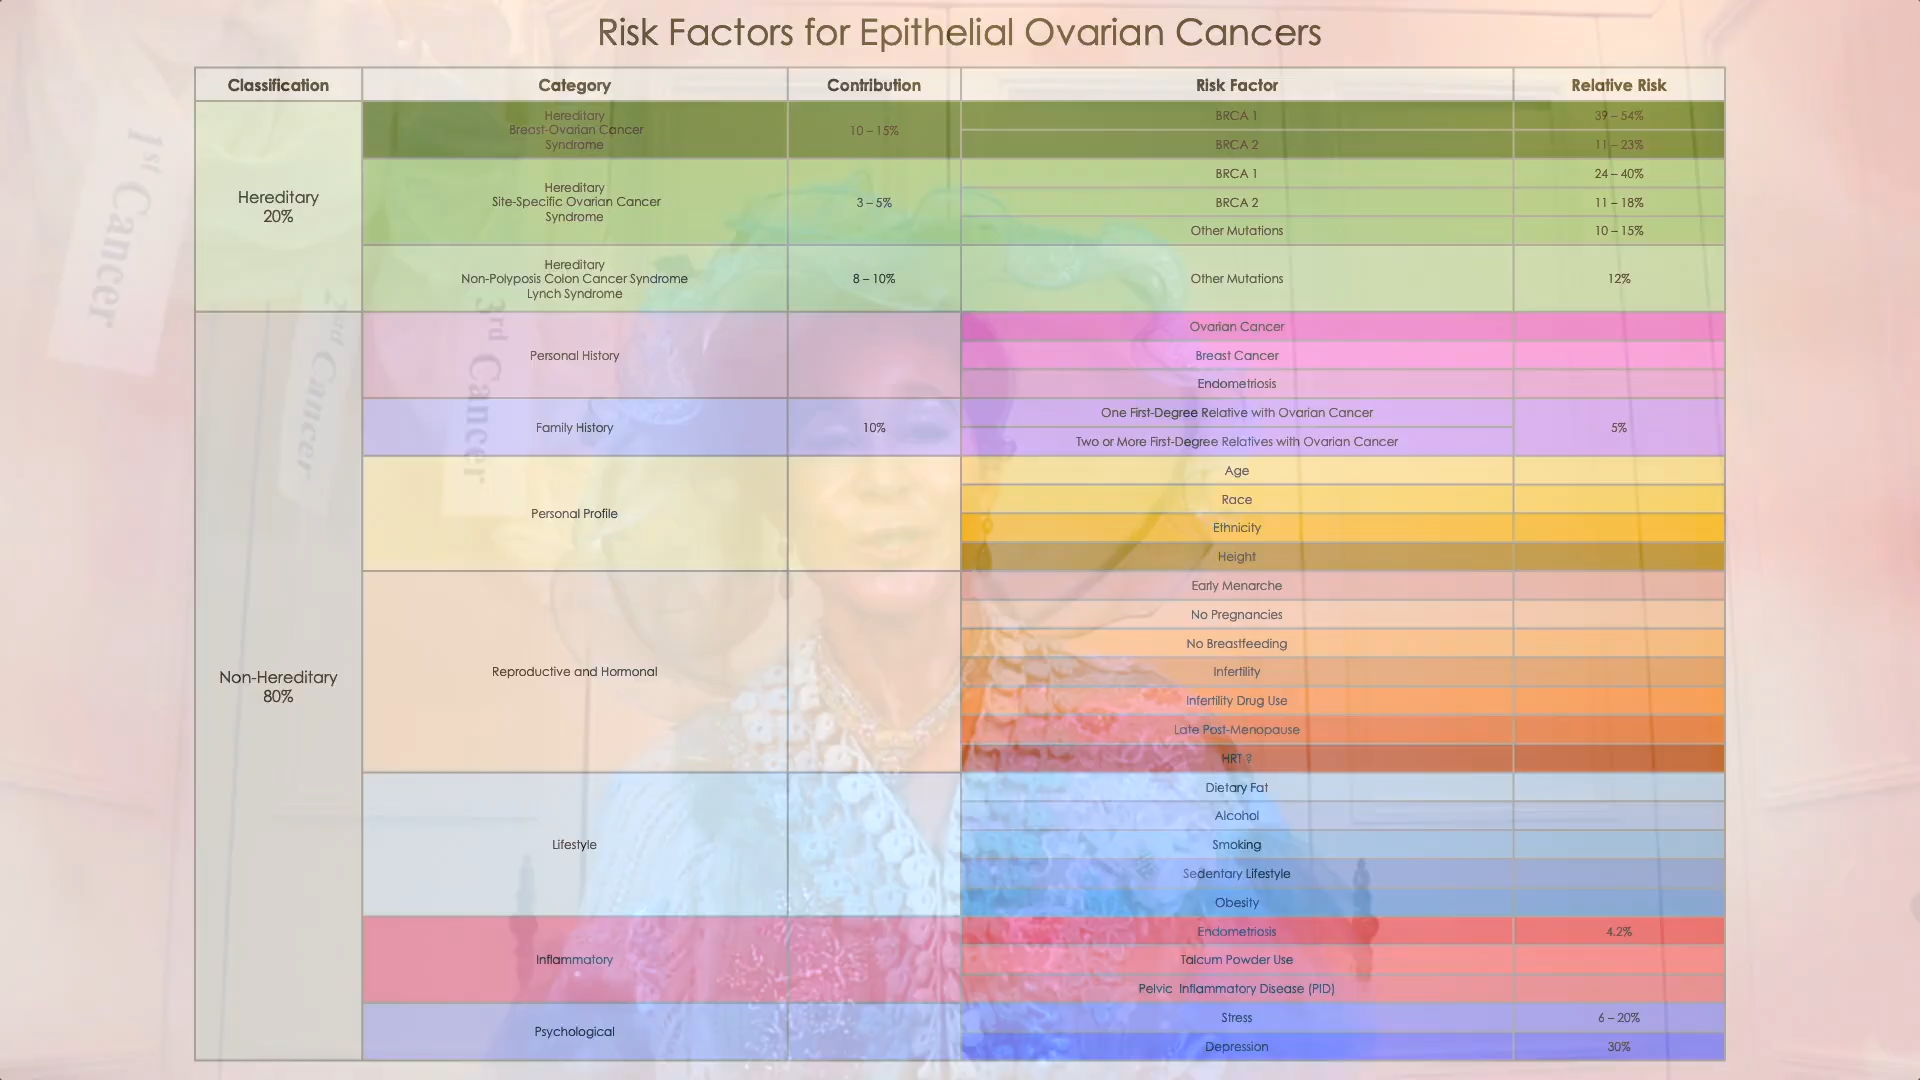 Risk Factors for Epithelial Ovarian Cancers
Classification Category Contribution Risk Factor Relative Risk
Hereditary
20%
Hereditary
Breast-Ovarian Cancer
Syndrome
10 – 15%
BRCA 1 39 – 54%
BRCA 2 11 – 23%
Hereditary
Site-Specific Ovarian Cancer
Syndrome
3 – 5%
BRCA 1 24 – 40%
BRCA 2 11 – 18%
Other Mutations 10 – 15%
Hereditary
Non-Polyposis Colon Cancer Syndrome
Lynch Syndrome
8 – 10%
Other Mutations 12%
Non-Hereditary
80%
Personal History
Ovarian Cancer
Breast Cancer
Endometriosis
Family History
10%
One First-Degree Relative with Ovarian Cancer
Two or More First-Degree Relatives with Ovarian Cancer
5%
Personal Profile
Age
Race
Ethnicity
Height
Reproductive and Hormonal
Early Menarche
No Pregnancies
No Breastfeeding
Infertility
Infertility Drug Use
Late Post-Menopause
HRT ?
Lifestyle
Dietary Fat
Alcohol
Smoking
Sedentary Lifestyle
Obesity
Inflammatory
Endometriosis 4.2%
Talcum Powder Use
Pelvic Inflammatory Disease (PID)
Psychological
Stress 6 – 20%
Depression 30%
1st Cancer
2nd Cancer
3rd Cancer